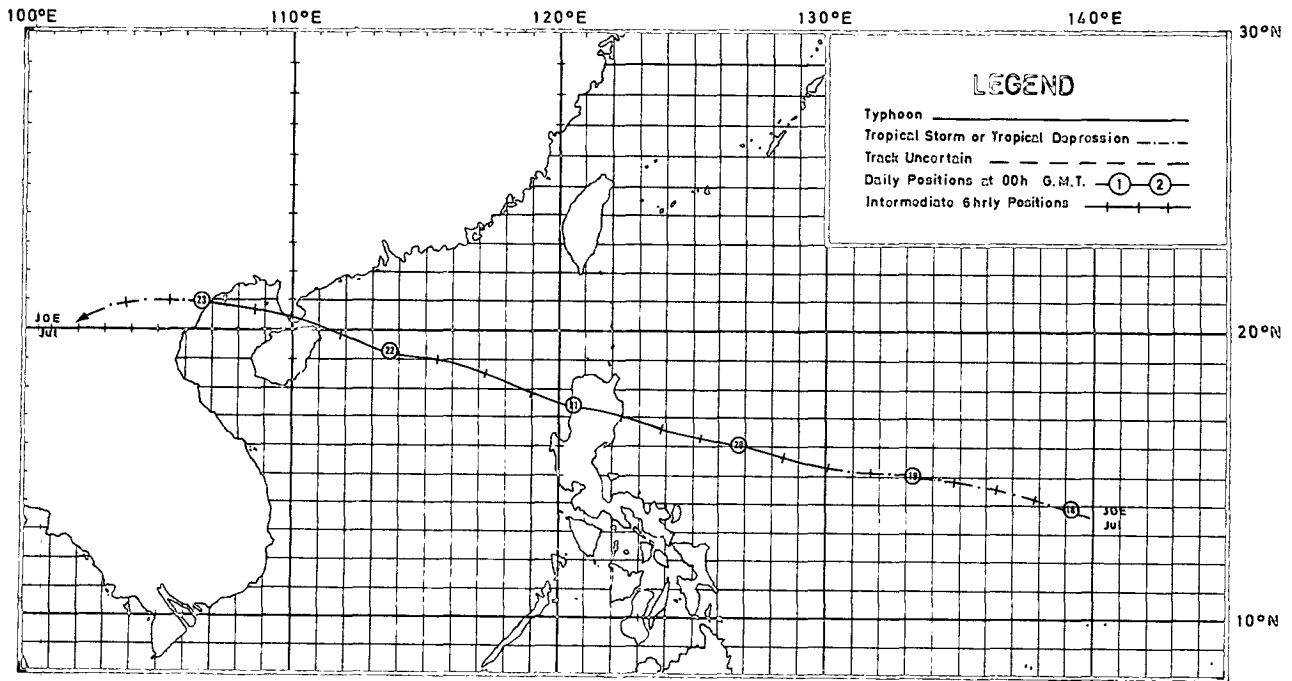 100°E 110°E 120°E 130°E 140°E
30°N
LEGEND
Typhoon
Tropical Storm or Tropical Depression
Track Uncertain
Daily Positions at 00h G.M.T. 1 2
Intermediate 6hrly Positions
23
JOE
Jul
22
20°N
21
20
19
18
JOE
Jul
10°N